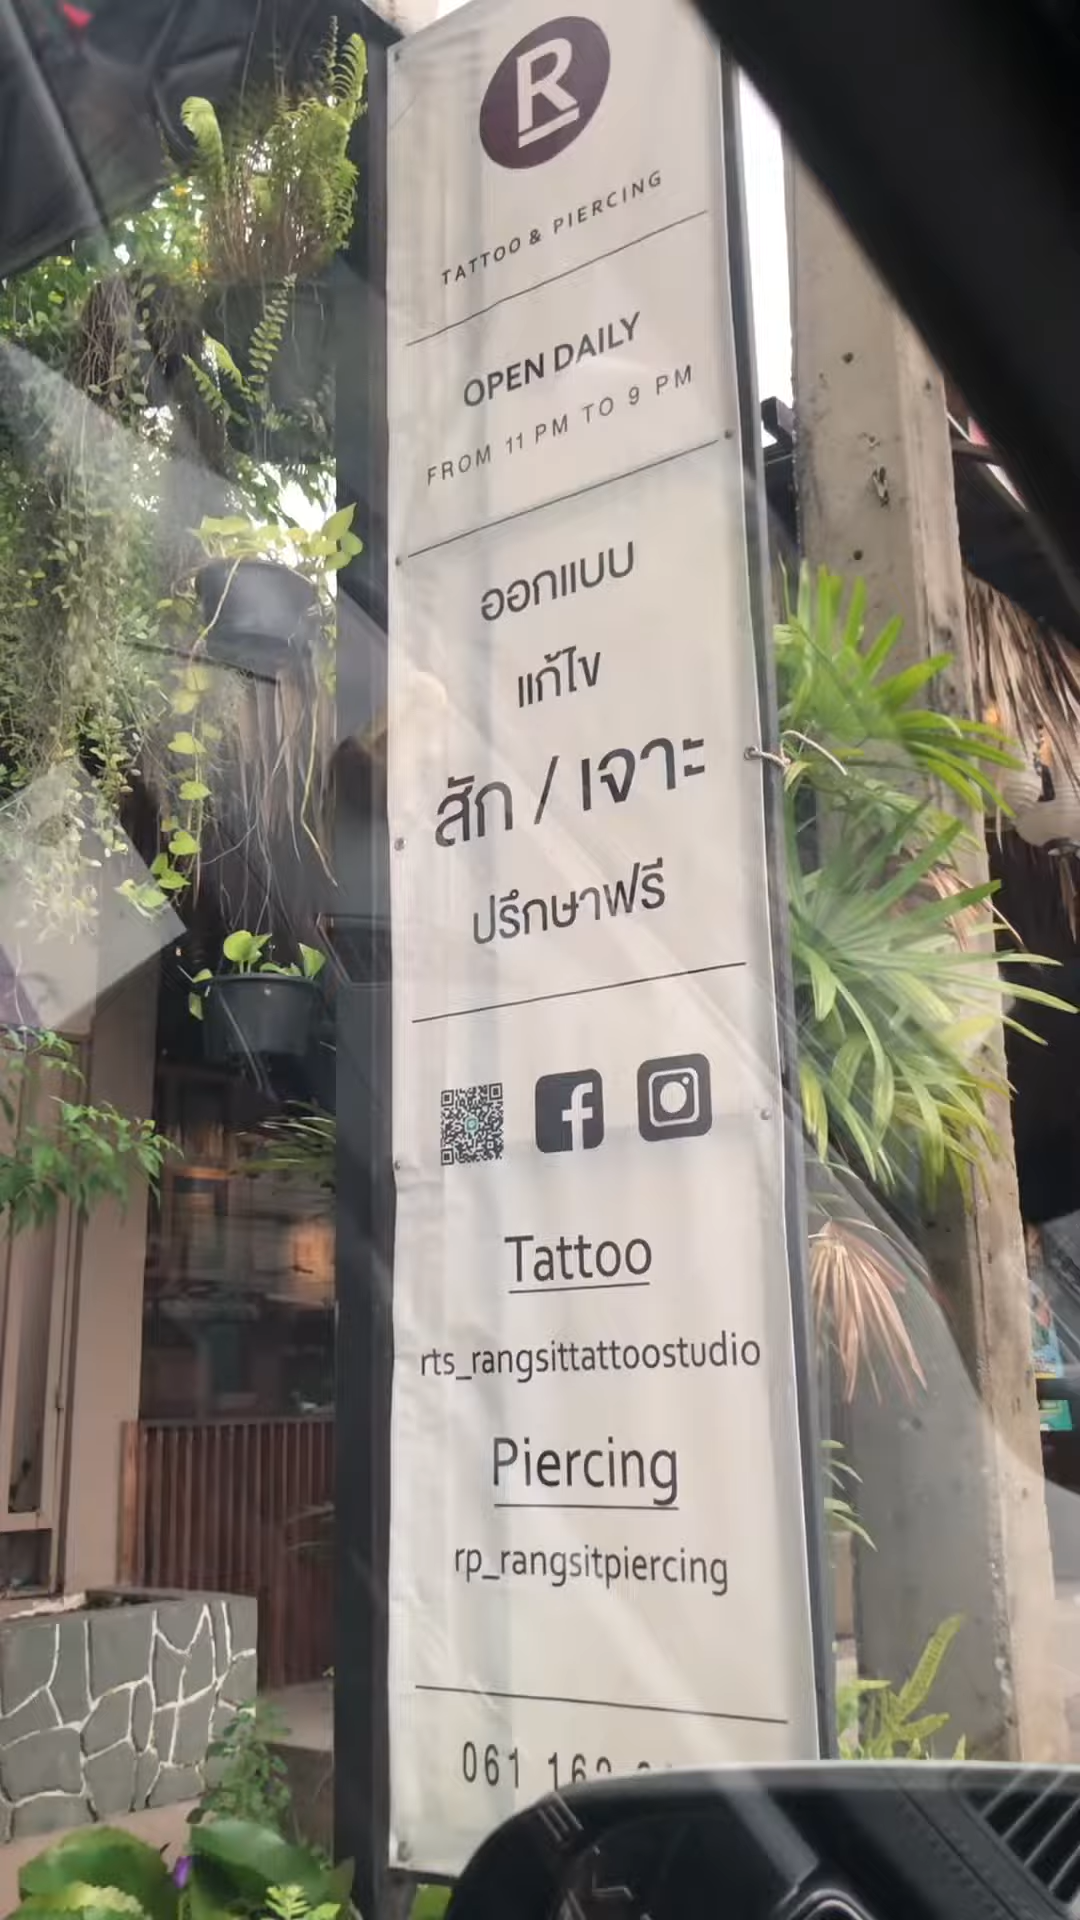 R
TATTOO & PIERCING
OPEN DAILY
FROM 11 PM TO 9 PM
ออกแบบ
แก้ไข
สัก / เจาะ
ปรึกษาฟรี
Tattoo
rts_rangsittattoostudio
Piercing
rp_rangsitpiercing
061